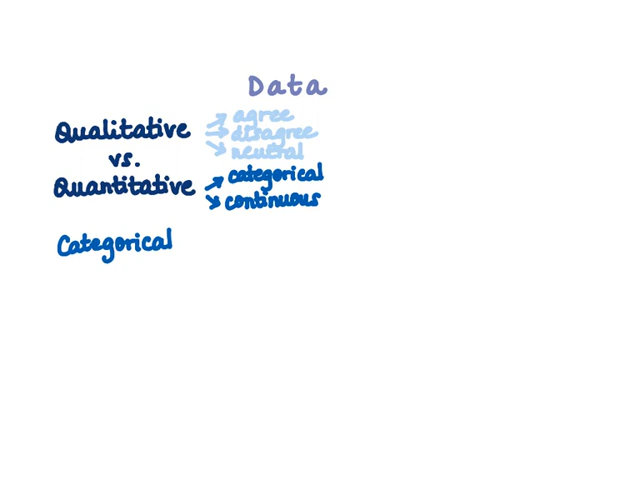 Data
Qualitative
agree
disagree
neutral
vs.
Quantitative
categorical
continuous
Categorical